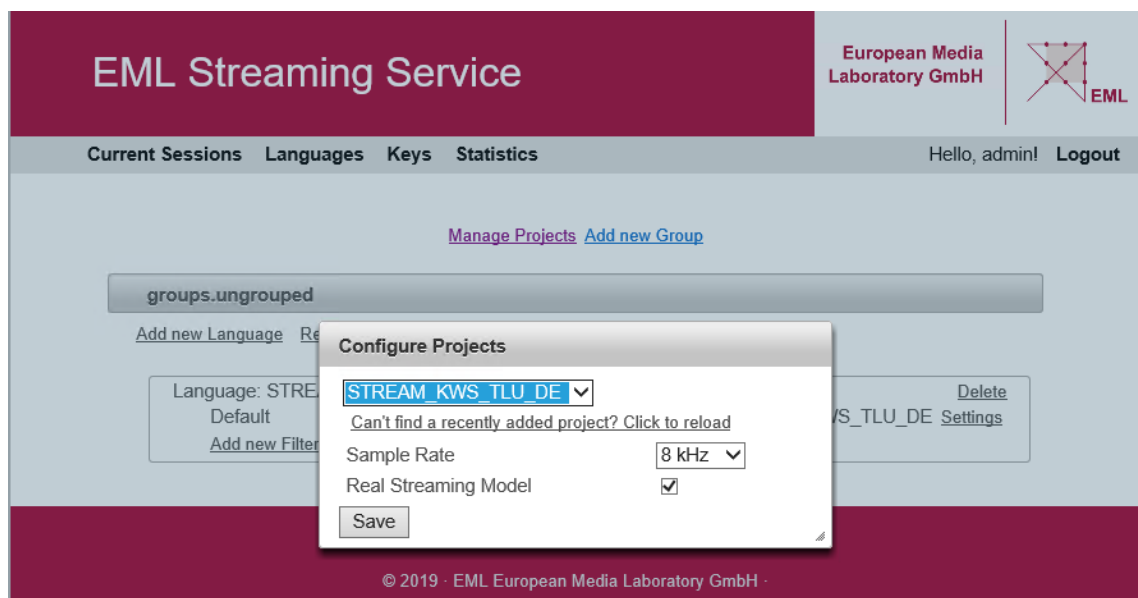 EML Streaming Service
European Media
Laboratory GmbH
EML
Current Sessions Languages Keys Statistics Hello, admin! Logout
Manage Projects Add new Group
groups.ungrouped
Add new Language Re
Configure Projects
Language: STRE
STREAM_KWS_TLU_DE
Delete
Default
Can't find a recently added project? Click to reload
WS_TLU_DE Settings
Add new Filter
Sample Rate 8 kHz
Real Streaming Model
Save
© 2019 · EML European Media Laboratory GmbH ·